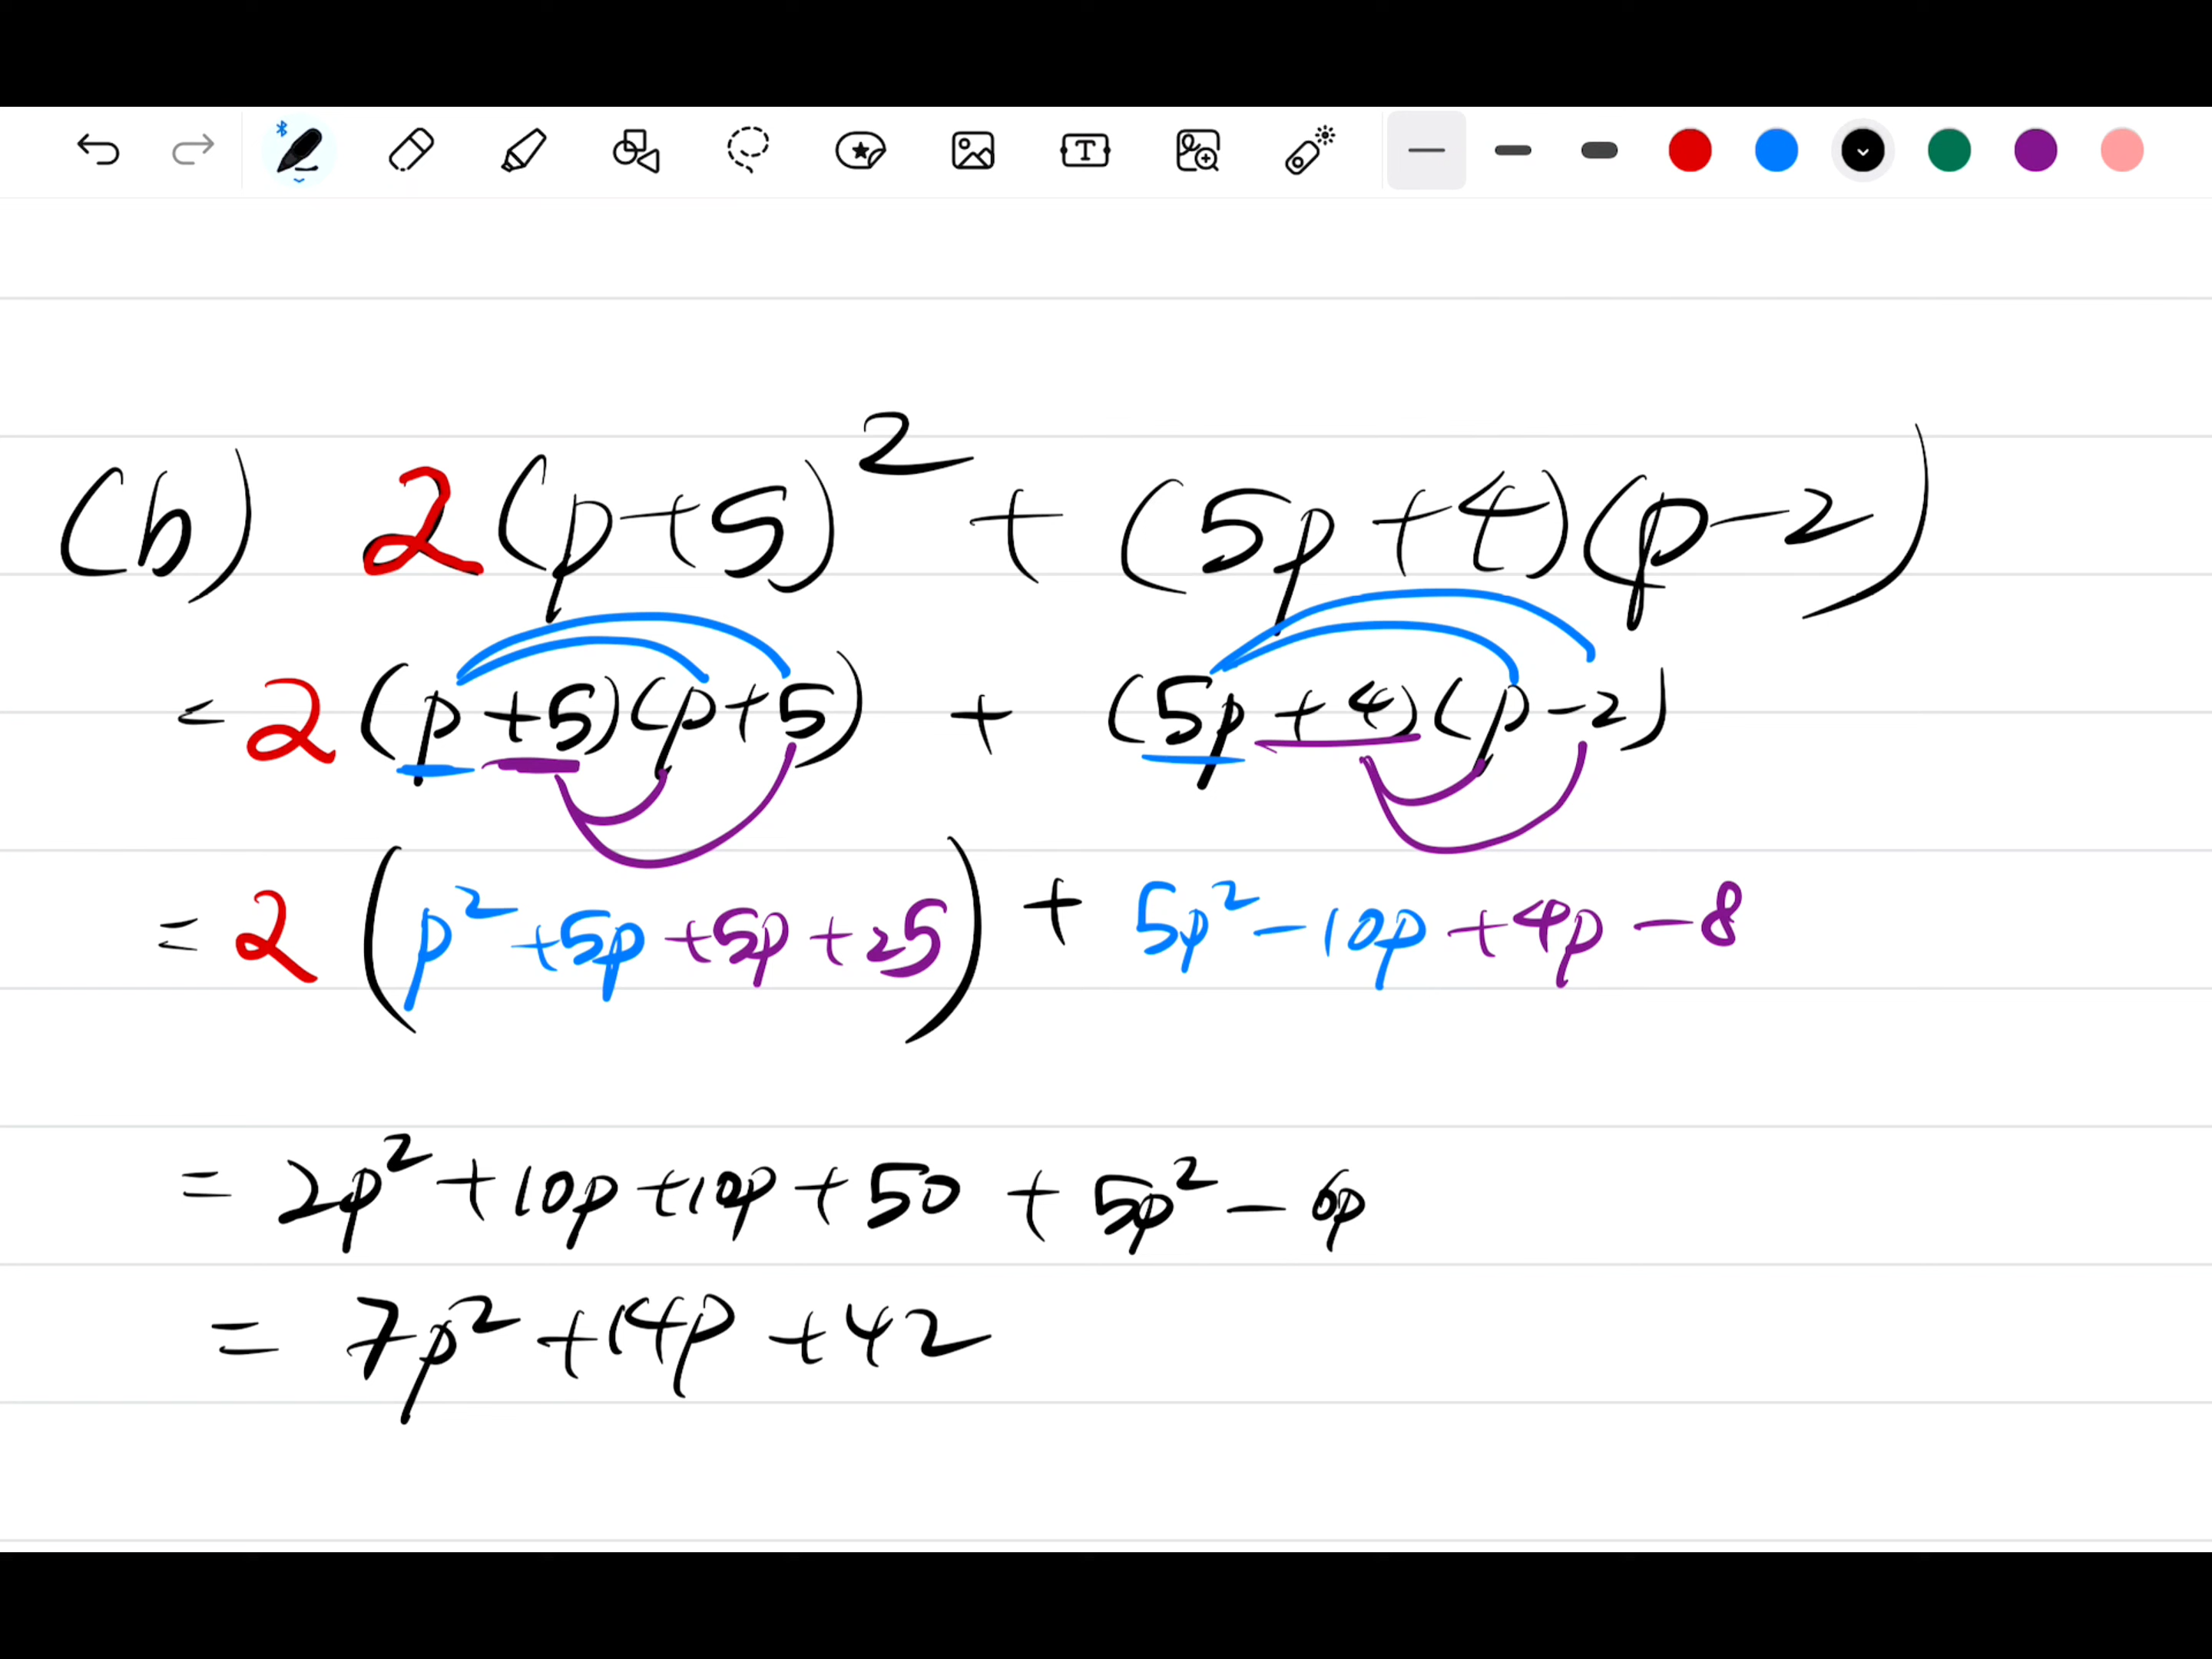 (b) 2(p+5)² + (5p+4)(p-2)
= 2(p+5)(p+5) + (5p+4)(p-2)
= 2(p²+5p+5p+25) + 5p²-10p+4p-8
= 2p²+10p+10p+50 + 5p²-6p
= 7p²+14p+42